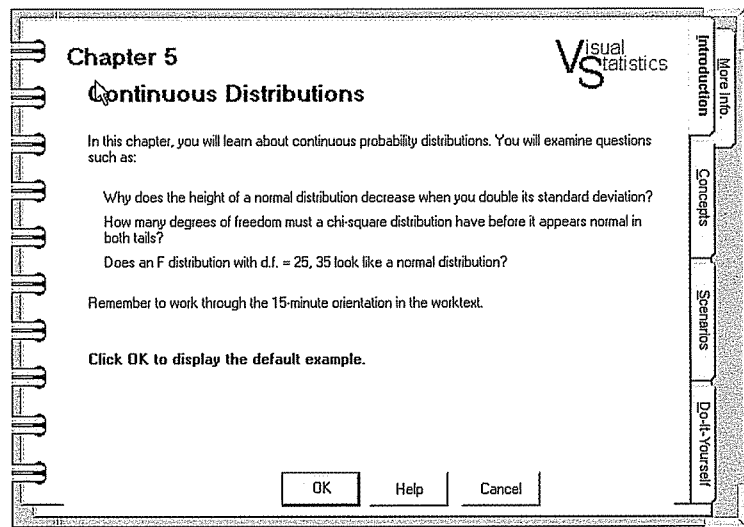 Chapter 5
Continuous Distributions
Visual
Statistics
In this chapter, you will learn about continuous probability distributions. You will examine questions
such as:
Why does the height of a normal distribution decrease when you double its standard deviation?
How many degrees of freedom must a chi-square distribution have before it appears normal in
both tails?
Does an F distribution with d.f. = 25, 35 look like a normal distribution?
Remember to work through the 15-minute orientation in the worktext.
Click OK to display the default example.
OK
Help
Cancel
Introduction
More Info.
Concepts
Scenarios
Do-It-Yourself